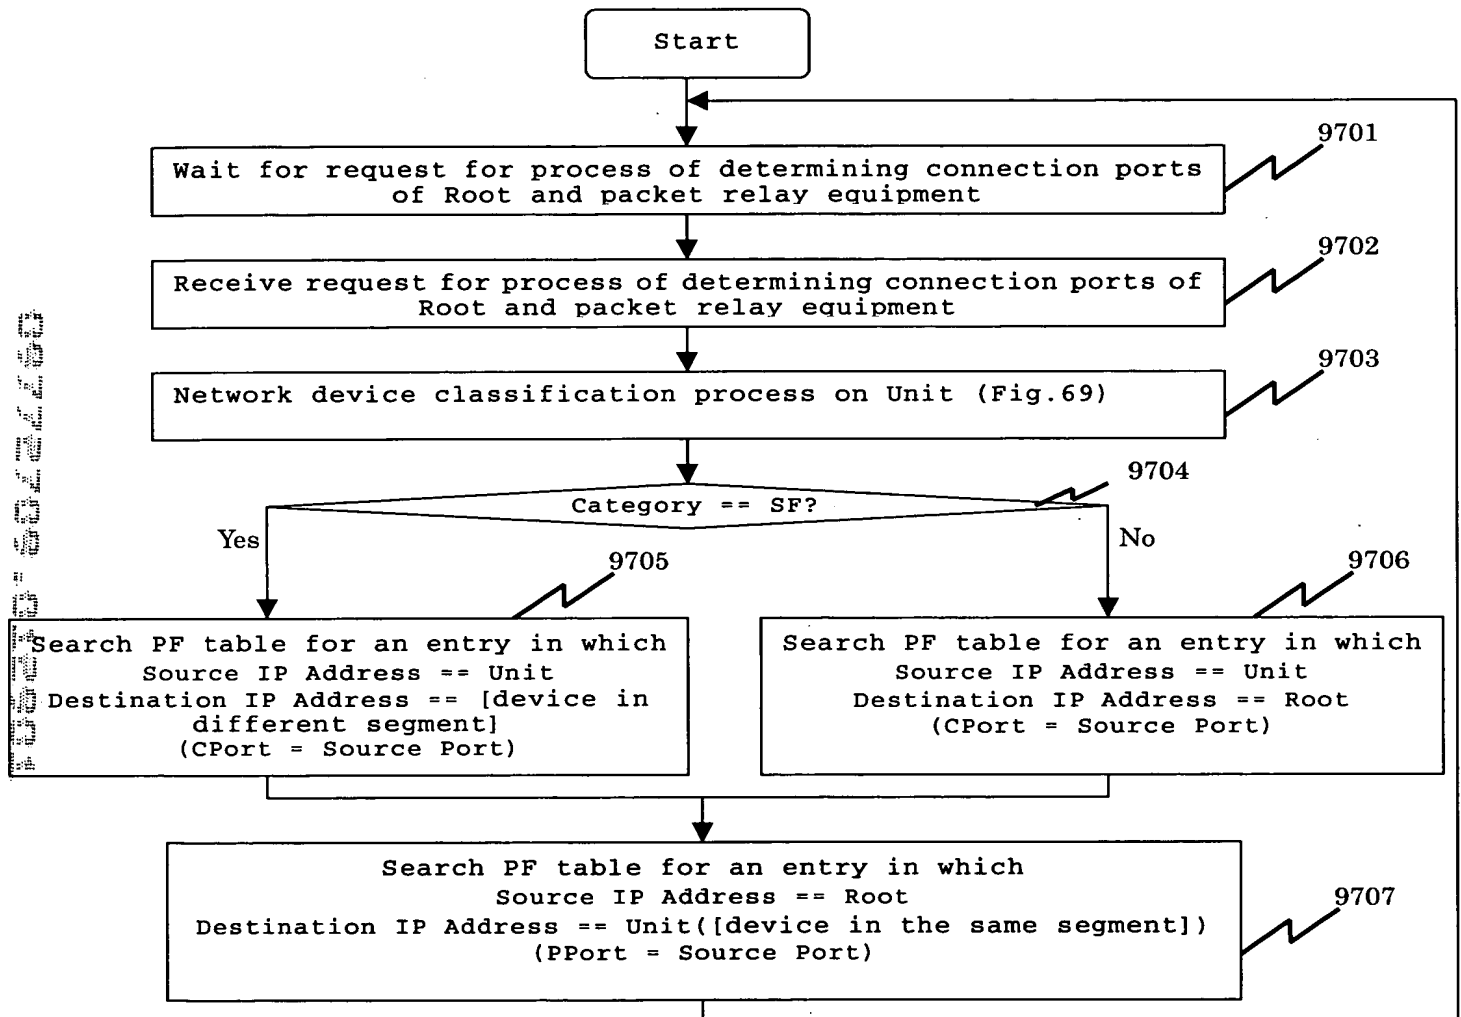 Start
9701
Wait for request for process of determining connection ports
of Root and packet relay equipment
9702
Receive request for process of determining connection ports of
Root and packet relay equipment
9703
Network device classification process on Unit (Fig.69)
9704
Category == SF?
Yes
No
9705
9706
Search PF table for an entry in which
Source IP Address == Unit
Destination IP Address == [device in
different segment]
(CPort = Source Port)
Search PF table for an entry in which
Source IP Address == Unit
Destination IP Address == Root
(CPort = Source Port)
Search PF table for an entry in which
Source IP Address == Root
Destination IP Address == Unit([device in the same segment])
(PPort = Source Port)
9707